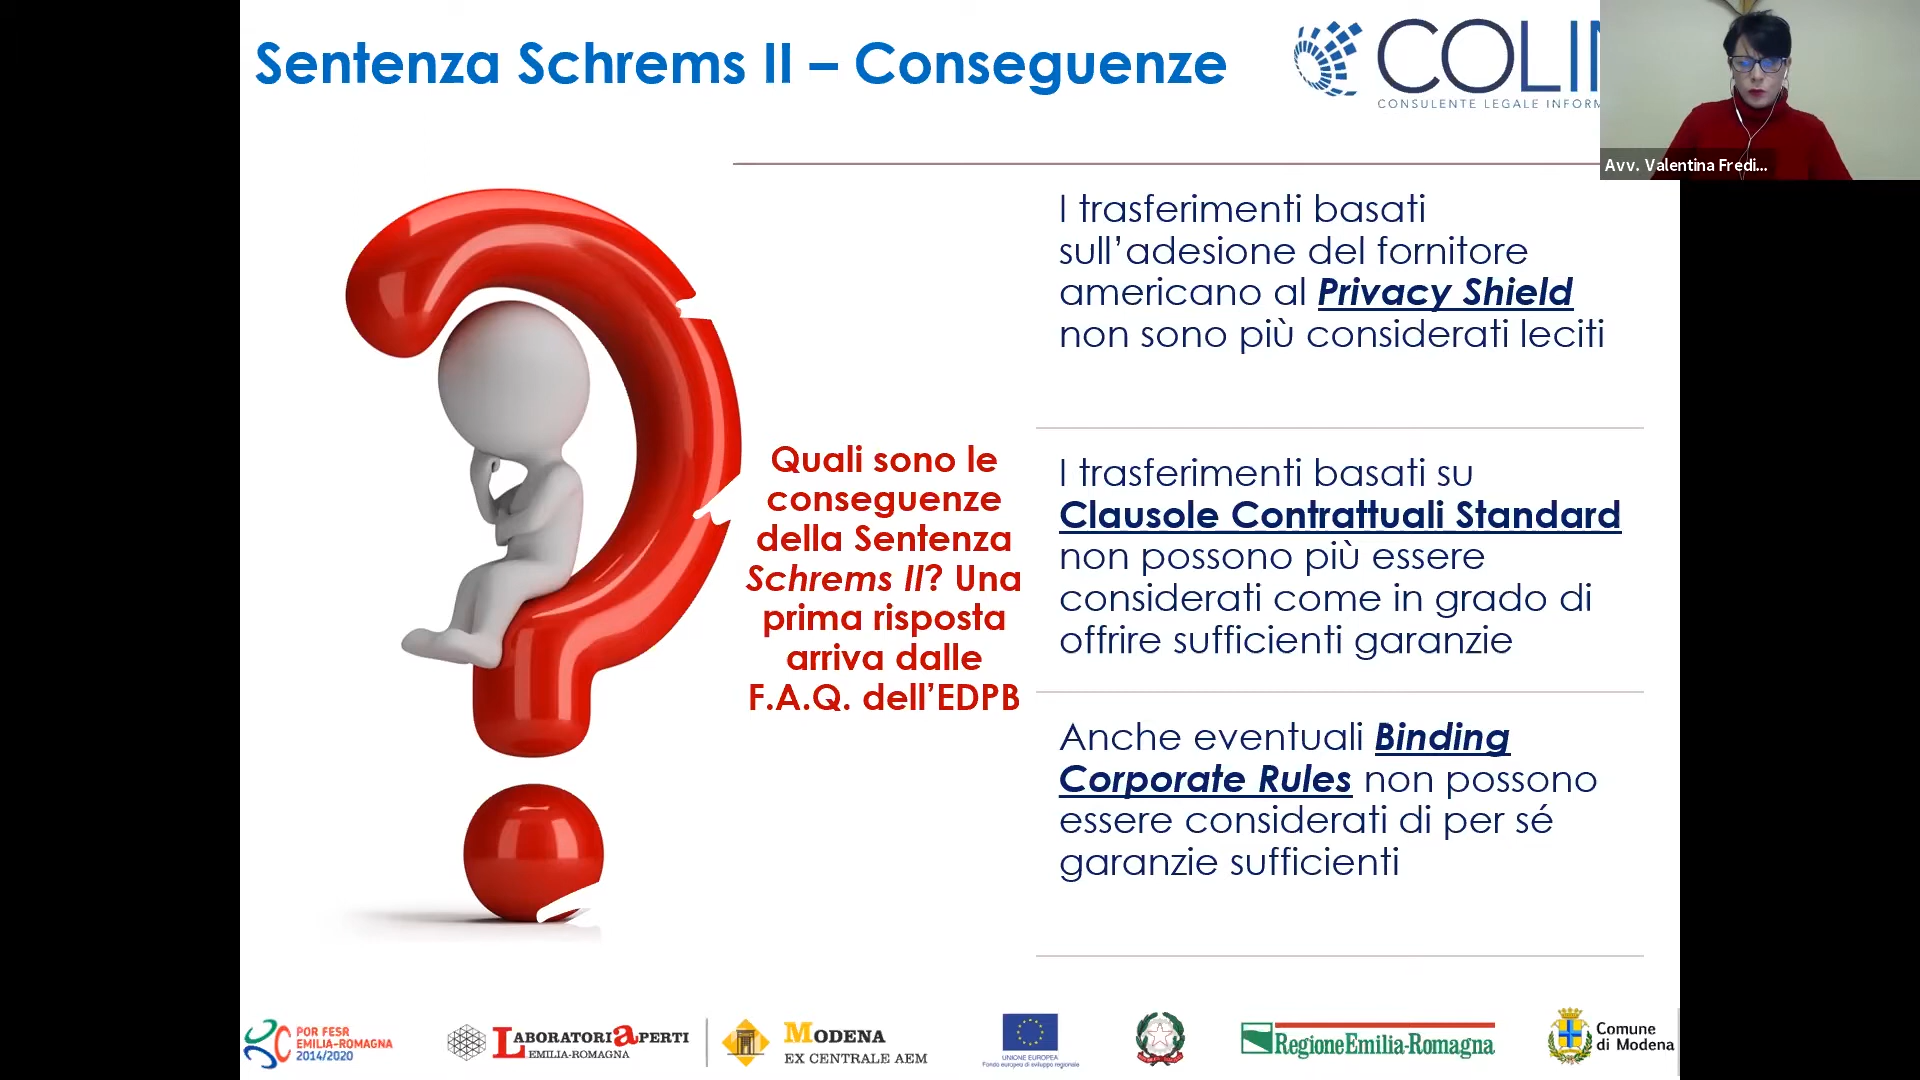 Sentenza Schrems II – Conseguenze
CONSULENTE LEGALE
Avv. Valentina Fredi...
I trasferimenti basati
sull’adesione del fornitore
americano al Privacy Shield
non sono più considerati leciti
Quali sono le
conseguenze
della Sentenza
Schrems II? Una
prima risposta
arriva dalle
F.A.Q. dell’EDPB
I trasferimenti basati su
Clausole Contrattuali Standard
non possono più essere
considerati come in grado di
offrire sufficienti garanzie
Anche eventuali Binding
Corporate Rules non possono
essere considerati di per sé
garanzie sufficienti
POR FESR
EMILIA-ROMAGNA
2014/2020
LABORATORI APERTI
EMILIA-ROMAGNA
MODENA
EX CENTRALE AEM
UNIONE EUROPEA
Fondo europeo di sviluppo regionale
RegioneEmilia-Romagna
Comune
di Modena